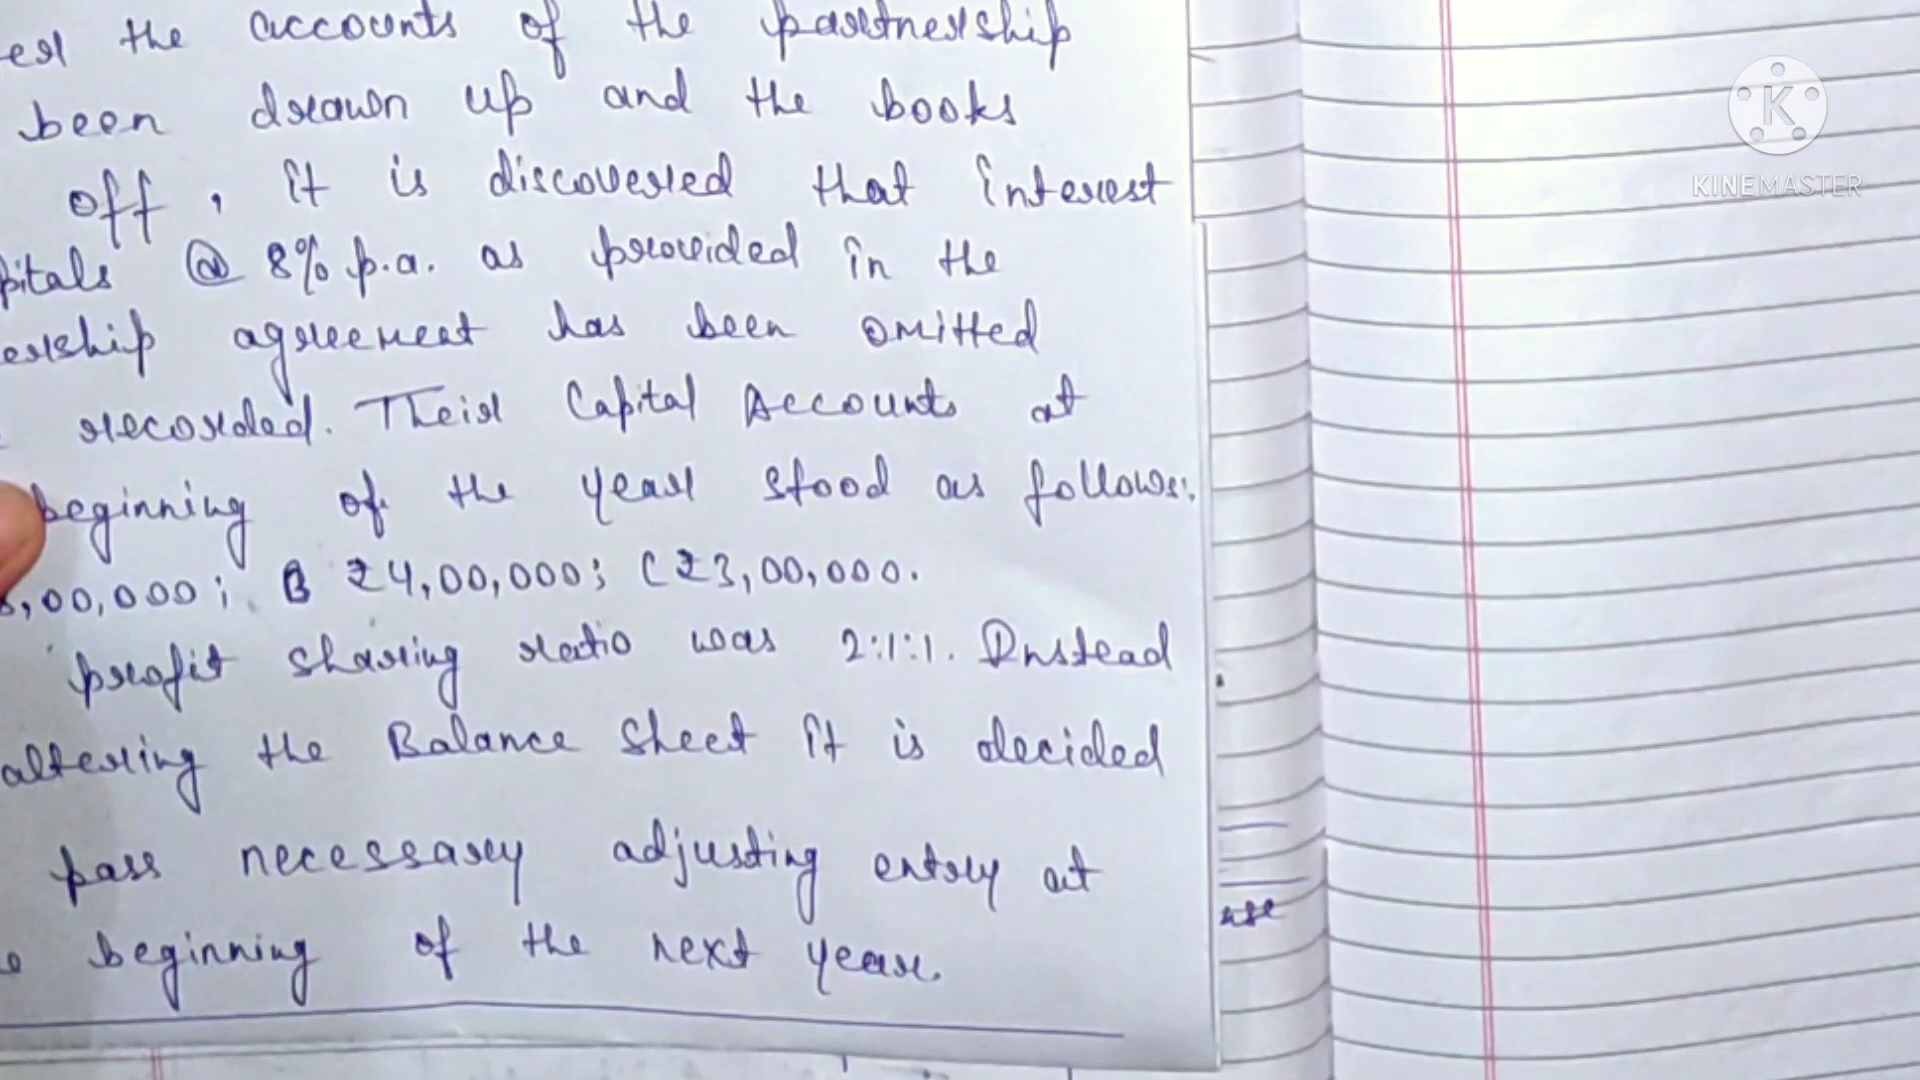 the accounts of the partnership
been drawn up and the books
off, it is discovered that interest
@ 8% p.a. as provided in the
agreement has been omitted
recorded. Their Capital Accounts at
beginning of the year stood as follows:
,00,000; B ₹4,00,000; C ₹3,00,000.
profit sharing ratio was 2:1:1. Instead
altering the Balance Sheet it is decided
pass necessary adjusting entry at
beginning of the next year.
K
KINEMASTER